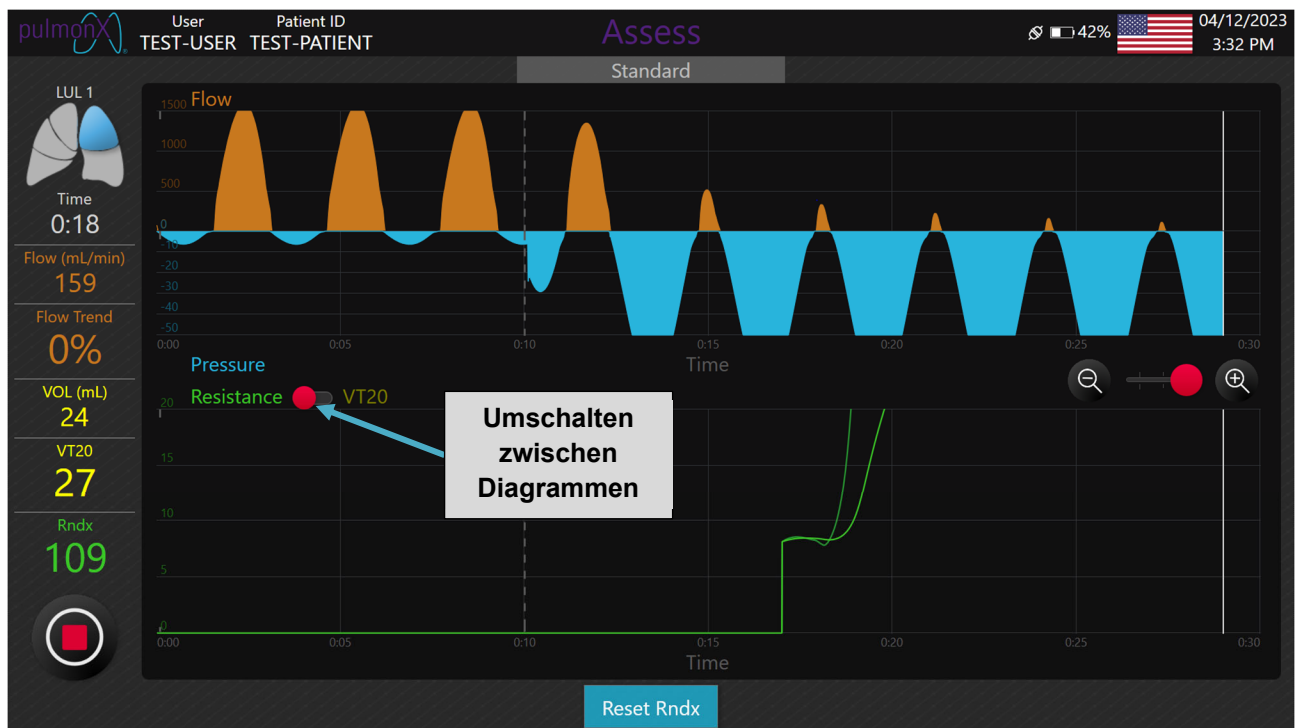 pulmonX
User
TEST-USER
Patient ID
TEST-PATIENT
Assess
42%
04/12/2023
3:32 PM
Standard
LUL 1
Time
0:18
Flow (mL/min)
159
Flow Trend
0%
VOL (mL)
24
VT20
27
Rndx
109
Flow
1500
1000
500
0
-10
-20
-30
-40
-50
0:00 0:05 0:10 0:15 0:20 0:25 0:30
Pressure
Time
Resistance VT20
Umschalten
zwischen
Diagrammen
20
15
10
5
0
0:00 0:05 0:10 0:15 0:20 0:25 0:30
Time
Reset Rndx